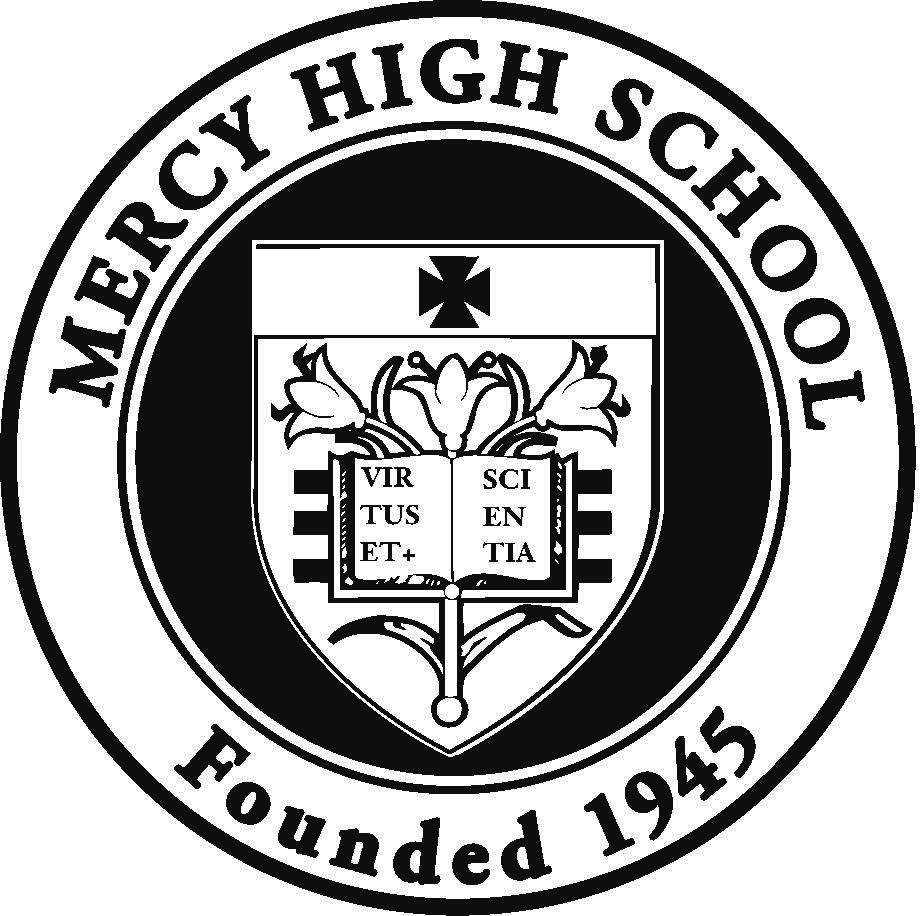 MERCY HIGH SCHOOL
VIR
TUS
ET+
SCI
EN
TIA
Founded 1945